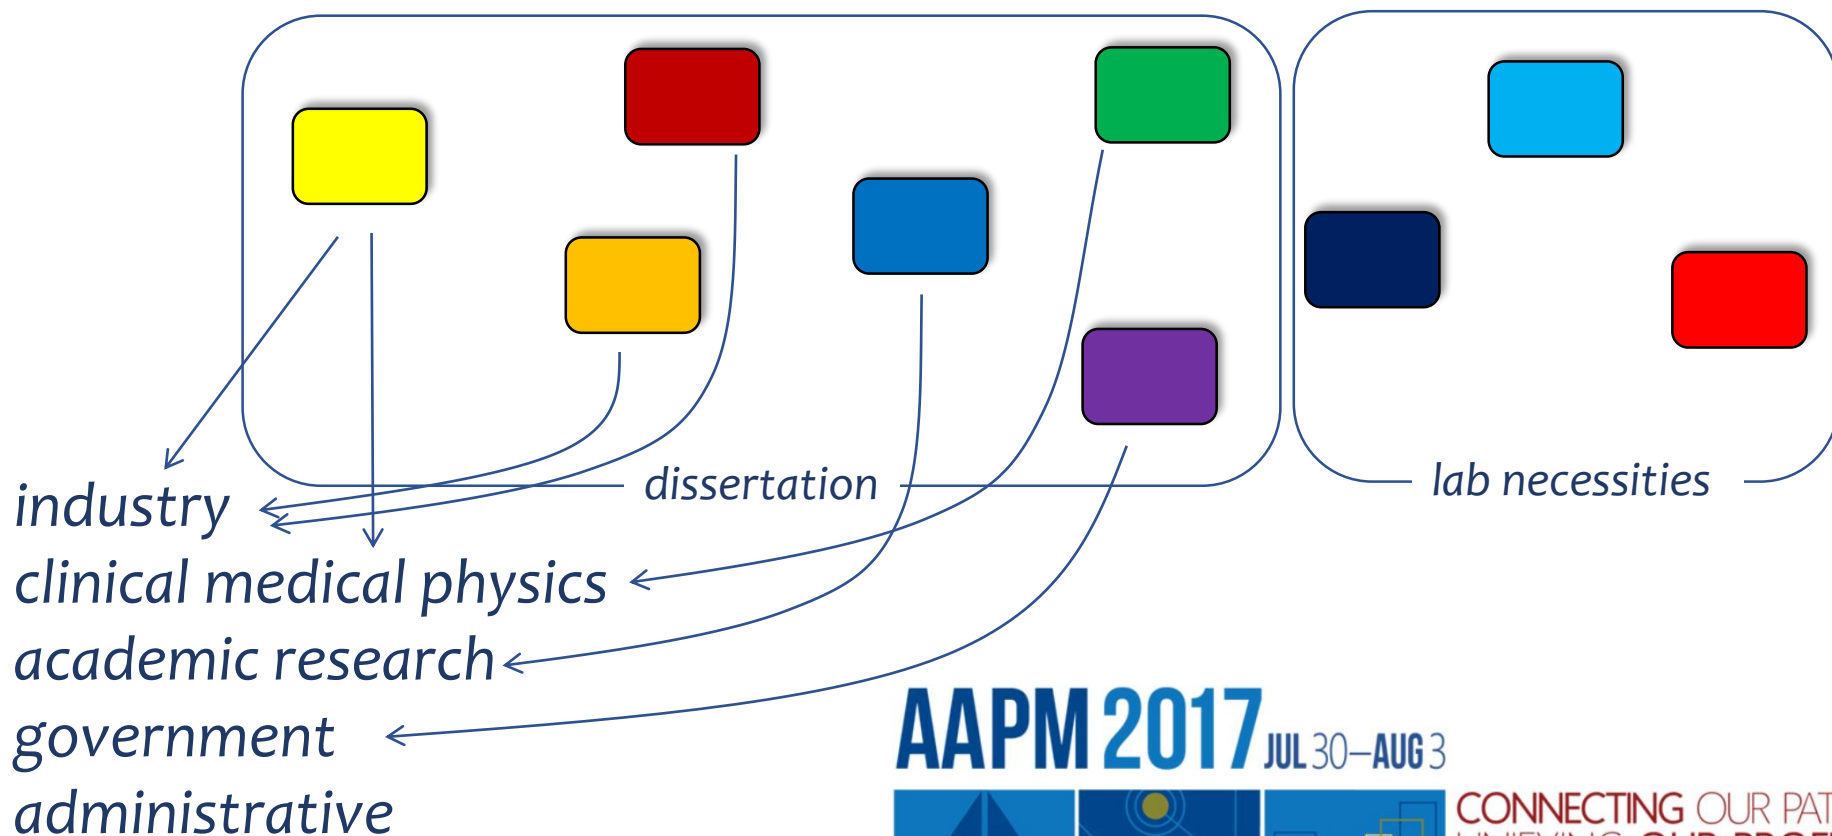 dissertation
lab necessities
industry
clinical medical physics
academic research
government
administrative
AAPM 2017 JUL 30–AUG 3
CONNECTING OUR